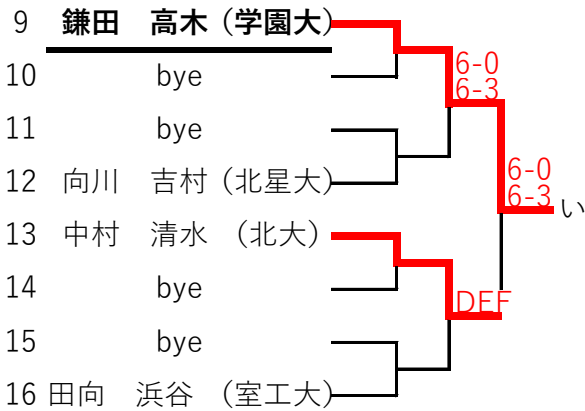 9 鎌田 高木 (学園大)
10 bye
6-0
6-3
11 bye
12 向川 吉村 (北星大)
6-0
6-3
い
13 中村 清水 (北大)
14 bye
DEF
15 bye
16 田向 浜谷 (室工大)